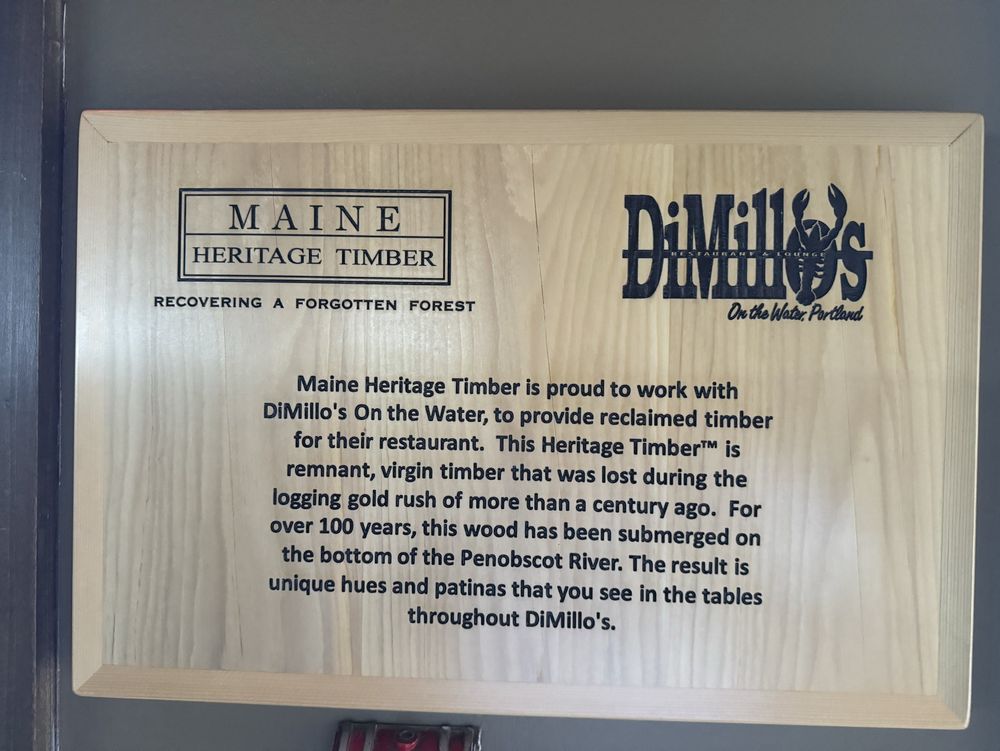 MAINE
HERITAGE TIMBER
RECOVERING A FORGOTTEN FOREST
DiMillo's
RESTAURANT & LOUNGE
On the Water, Portland
Maine Heritage Timber is proud to work with
DiMillo's On the Water, to provide reclaimed timber
for their restaurant. This Heritage Timber™ is
remnant, virgin timber that was lost during the
logging gold rush of more than a century ago. For
over 100 years, this wood has been submerged on
the bottom of the Penobscot River. The result is
unique hues and patinas that you see in the tables
throughout DiMillo's.